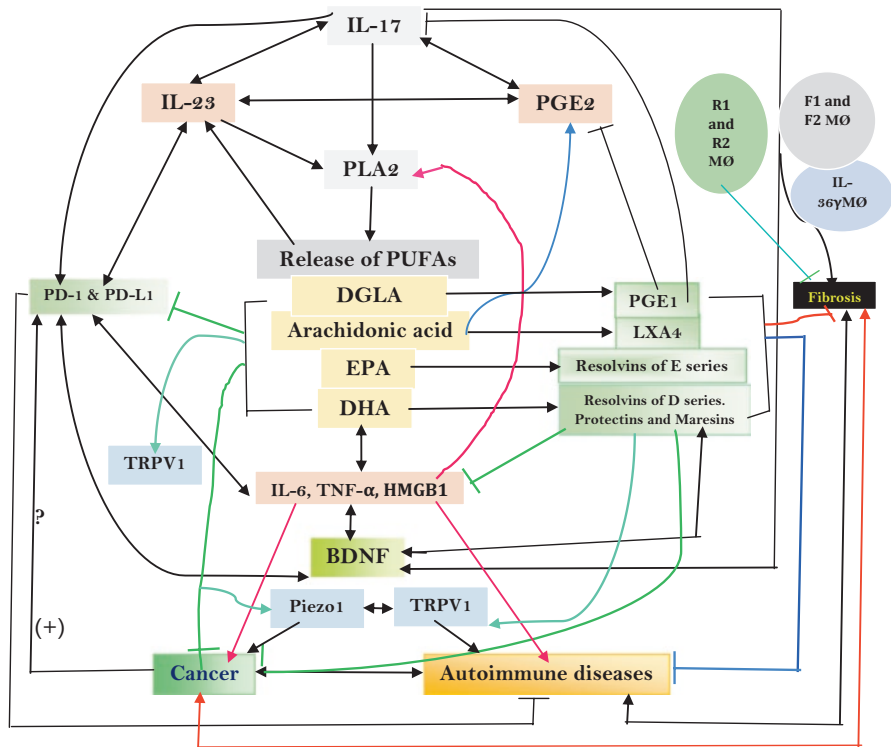 IL-17
IL-23
PGE2
R1
and
R2
MØ
F1 and
F2 MØ
IL-
36γMØ
PLA2
Release of PUFAs
PD-1 & PD-L1
DGLA
PGE1
Fibrosis
Arachidonic acid
LXA4
EPA
Resolvins of E series
DHA
Resolvins of D series.
Protectins and Maresins
TRPV1
IL-6, TNF-α, HMGB1
?
BDNF
Piezo1
TRPV1
(+)
Cancer
Autoimmune diseases